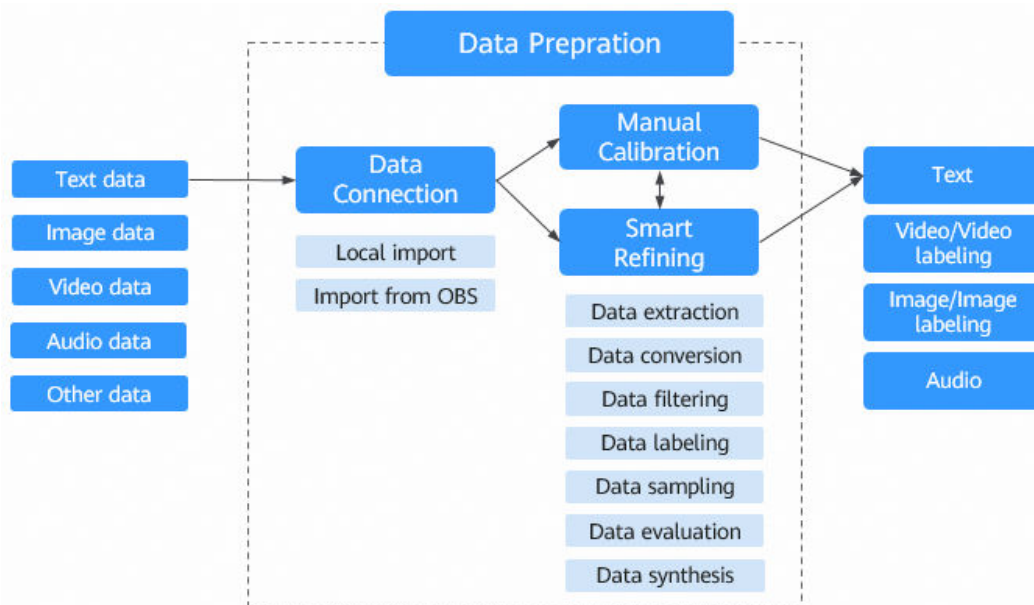 Data Prepration
Text data
Image data
Video data
Audio data
Other data
Data
Connection
Local import
Import from OBS
Manual
Calibration
Smart
Refining
Data extraction
Data conversion
Data filtering
Data labeling
Data sampling
Data evaluation
Data synthesis
Text
Video/Video
labeling
Image/Image
labeling
Audio